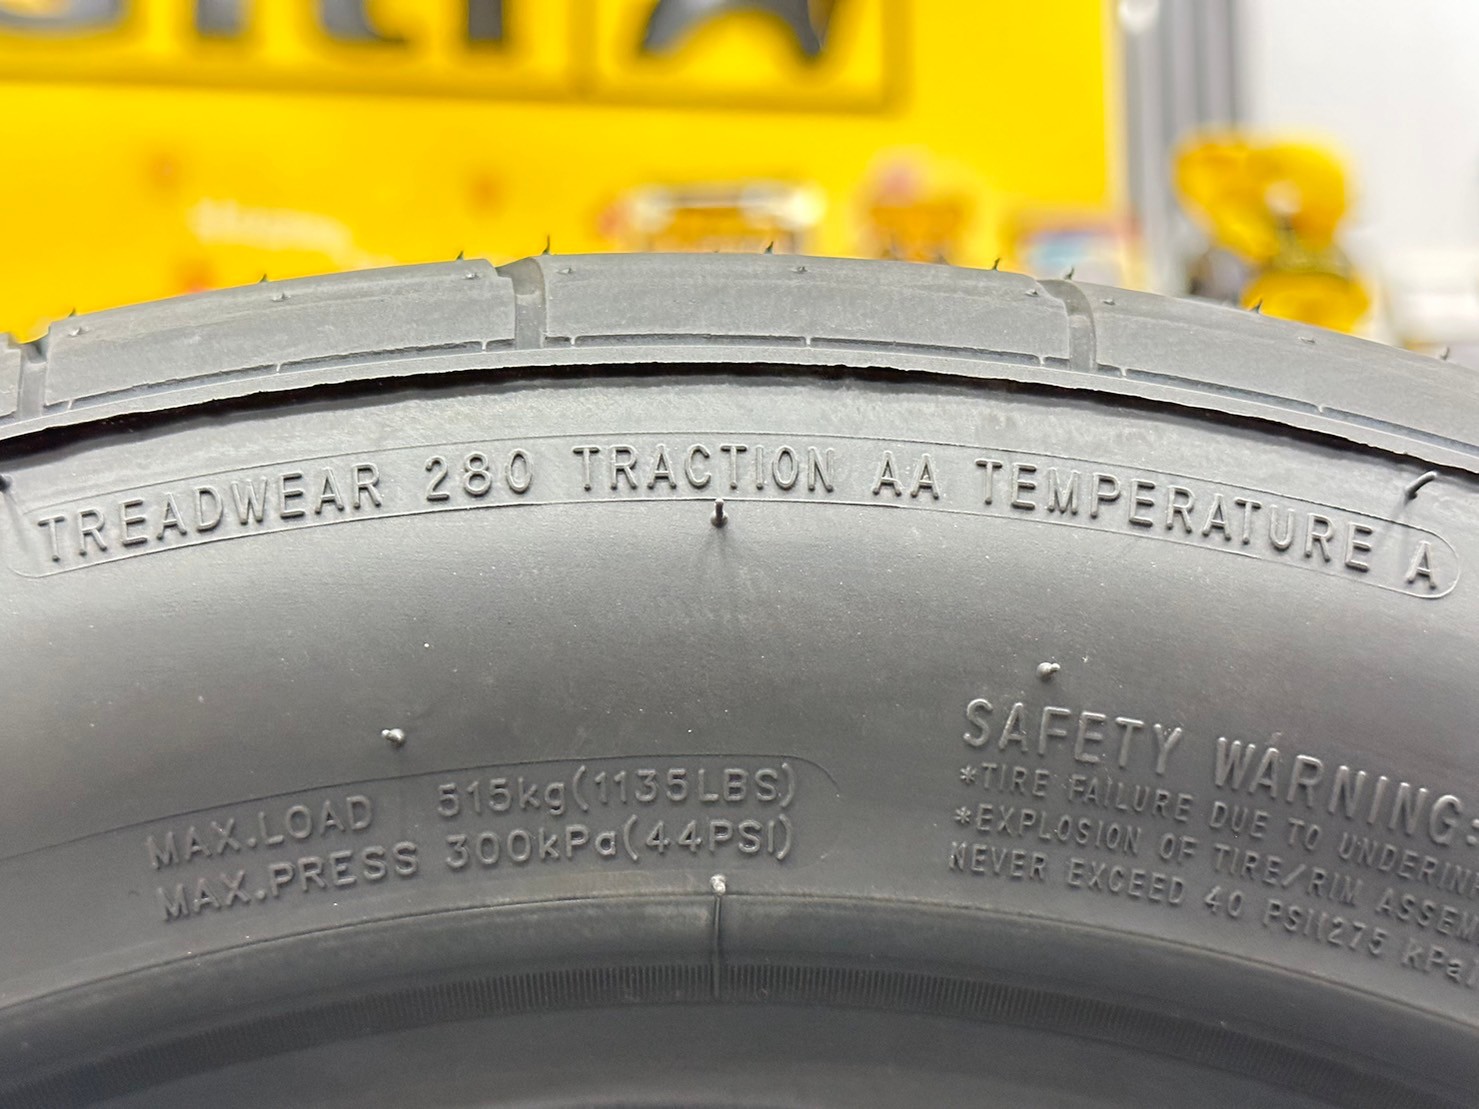 TREADWEAR 280 TRACTION AA TEMPERATURE A
MAX.LOAD 515kg(1135LBS)
MAX.PRESS 300kPa(44PSI)
SAFETY WARNING:
*TIRE FAILURE DUE TO
*EXPLOSION OF TIRE/RIM
NEVER EXCEED 40 PSI(275 kPa)